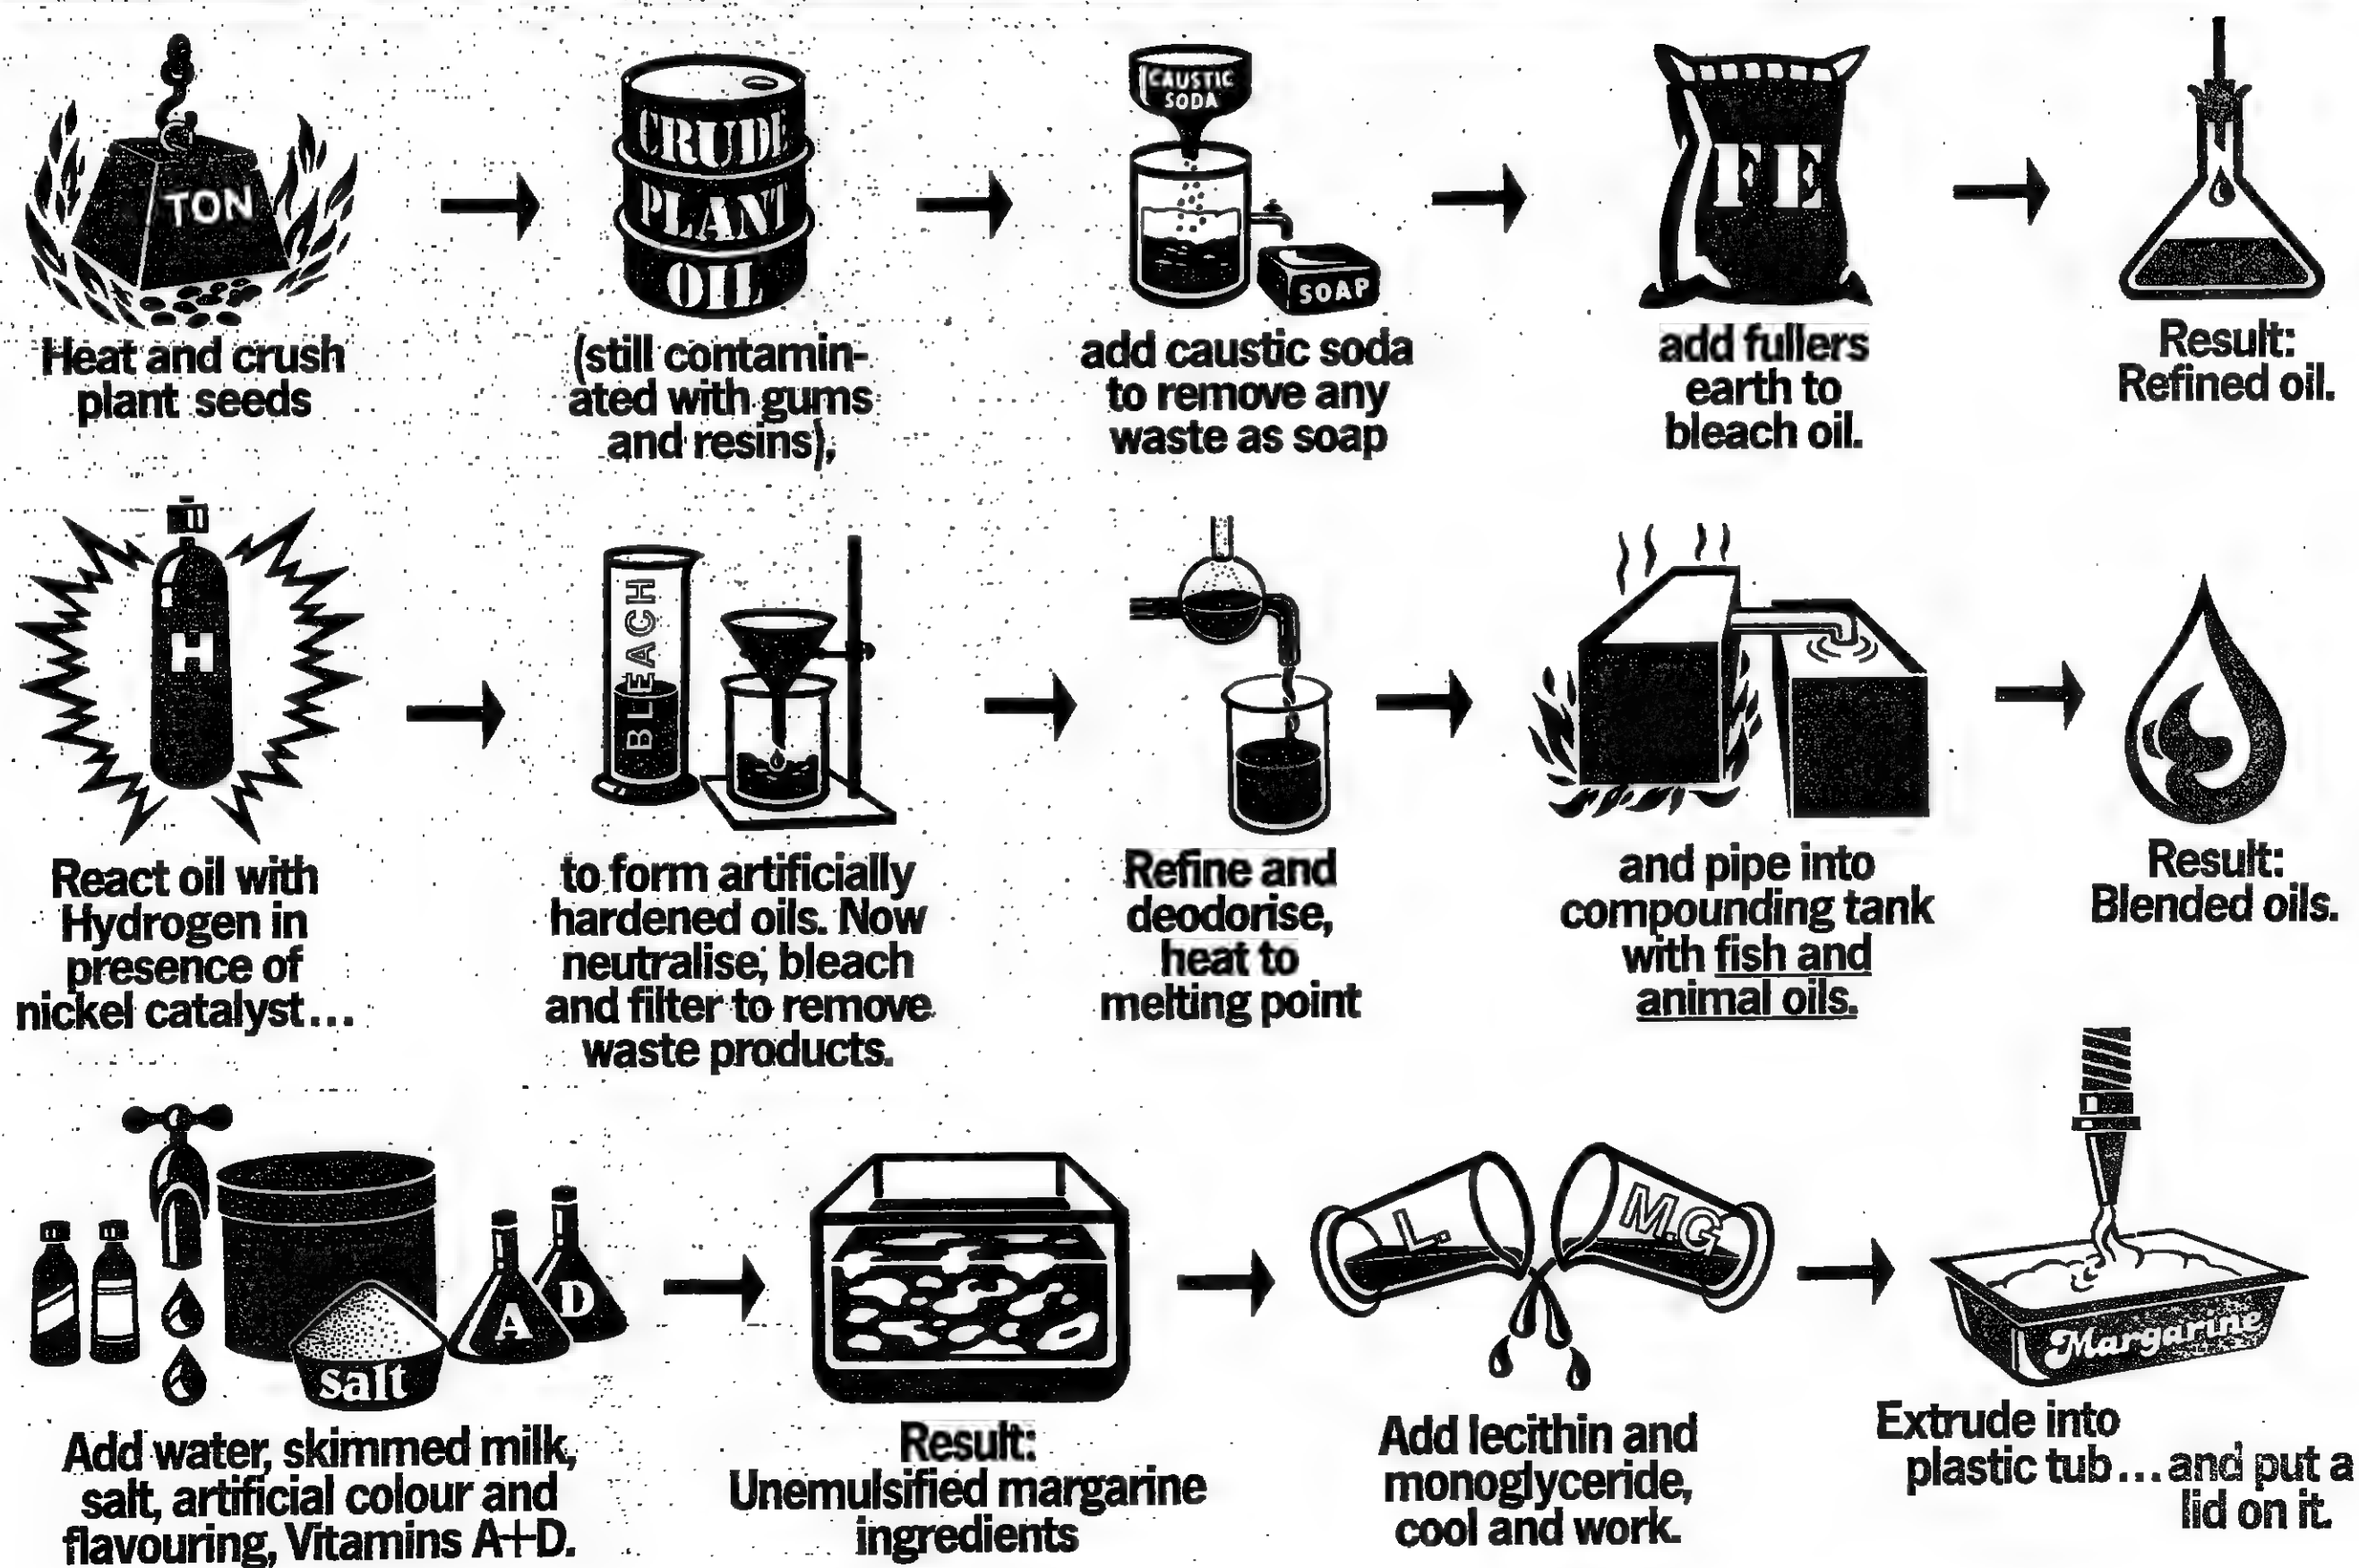 TON
Heat and crush
plant seeds
CRUDE
PLANT
OIL
(still contamin-
ated with gums
and resins),
CAUSTIC
SODA
SOAP
add caustic soda
to remove any
waste as soap
FE
add fullers
earth to
bleach oil.
Result:
Refined oil.
H
React oil with
Hydrogen in
presence of
nickel catalyst...
BLEACH
to form artificially
hardened oils. Now
neutralise, bleach
and filter to remove
waste products.
Refine and
deodorise,
heat to
melting point
and pipe into
compounding tank
with fish and
animal oils.
Result:
Blended oils.
salt
A
D
Add water, skimmed milk,
salt, artificial colour and
flavouring, Vitamins A+D.
Result:
Unemulsified margarine
ingredients
L.
M.G
Add lecithin and
monoglyceride,
cool and work.
Margarine
Extrude into
plastic tub...and put a
lid on it.